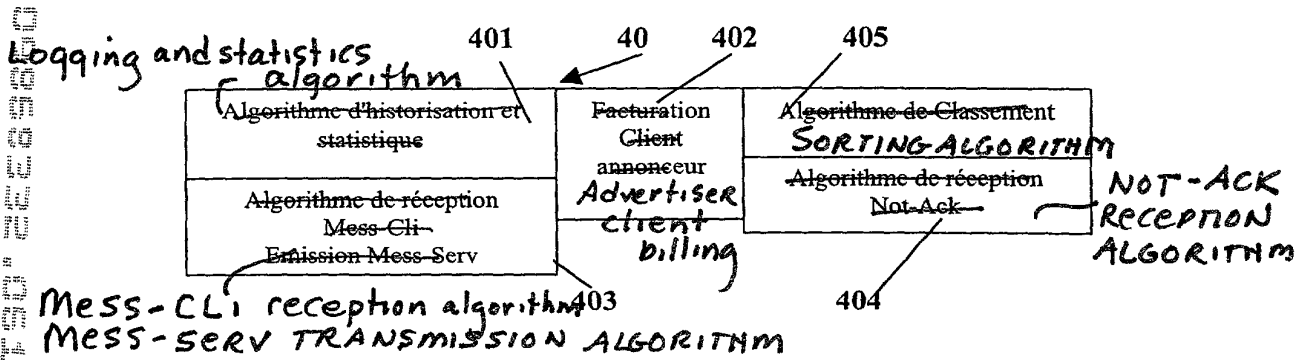 Logging and statistics
algorithm
401 40 402 405
Algorithme d'historisation et
statistique
Facturation
Client
annonceur
Advertiser
client
billing
Algorithme de Classement
SORTING ALGORITHM
Algorithme de réception
Mess-Cli
Emission Mess-Serv
Algorithme de réception
Not-Ack
NOT-ACK
RECEPTION
ALGORITHM
403 404
Mess-CLi reception algorithm
Mess-SERV TRANSMISSION ALGORITHM